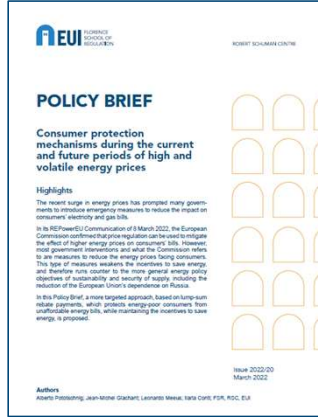 EUI
FLORENCE
SCHOOL OF
REGULATION
ROBERT SCHUMAN CENTRE
POLICY BRIEF
Consumer protection
mechanisms during the current
and future periods of high and
volatile energy prices
Highlights
The recent surge in energy prices has prompted many govern-
ments to introduce emergency measures to reduce the impact on
consumers' electricity and gas bills.
In its REPowerEU Communication of 8 March 2022, the European
Commission confirmed that price regulation can be used to mitigate
the effect of higher energy prices on consumers' bills. However,
most government interventions and what the Commission refers
to are measures to reduce the energy prices facing consumers.
This type of measures weakens the incentives to save energy,
and therefore runs counter to the more general energy policy
objectives of sustainability and security of supply, including the
reduction of the European Union's dependence on Russia.
In this Policy Brief, a more targeted approach, based on lump-sum
rebate payments, which protects energy-poor consumers from
unaffordable energy bills, while maintaining the incentives to save
energy, is proposed.
Issue 2022/20
March 2022
Authors
Alberto Pototschnig, Jean-Michel Glachant, Leonardo Meeus, Ilaria Conti, FSR, RSC, EUI